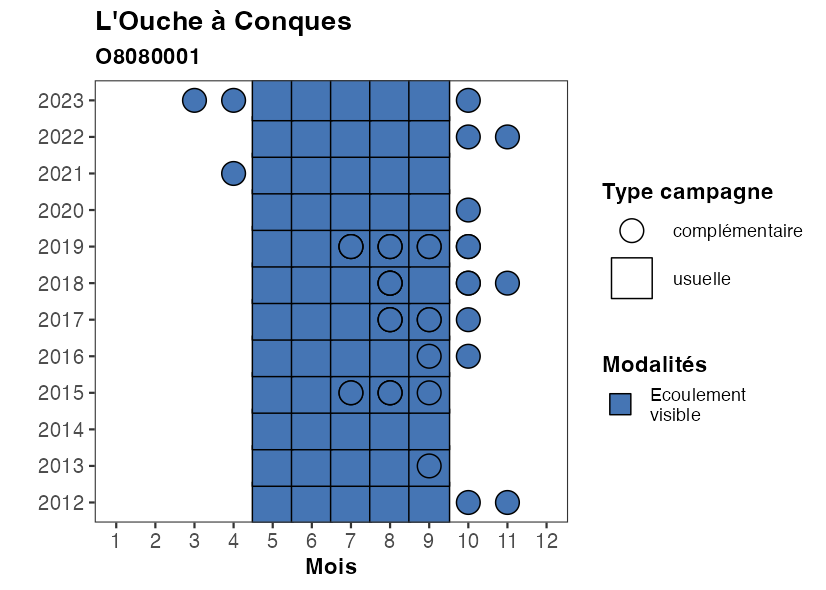 L'Ouche à Conques
O8080001
2023
2022
2021
2020
2019
2018
2017
2016
2015
2014
2013
2012
1 2 3 4 5 6 7 8 9 10 11 12
Mois
Type campagne
complémentaire
usuelle
Modalités
Ecoulement
visible